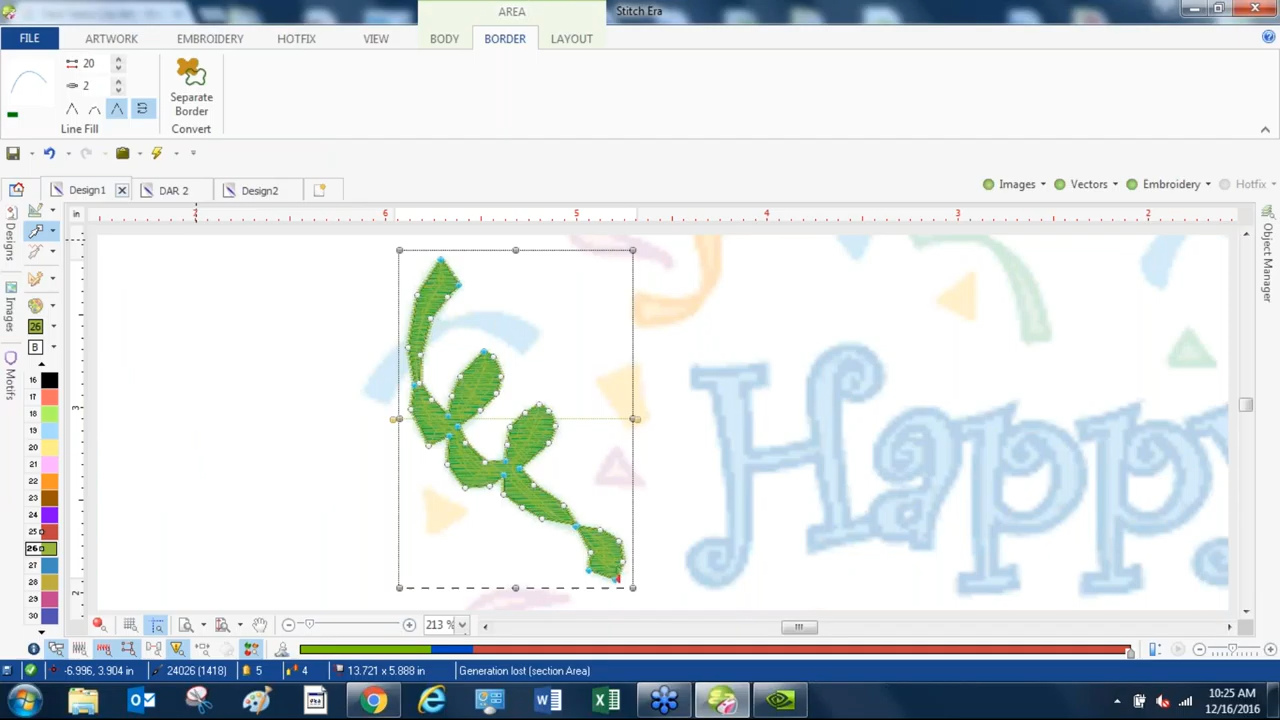 AREA
Stitch Era
FILE
ARTWORK
EMBROIDERY
HOTFIX
VIEW
BODY
BORDER
LAYOUT
20
2
Separate
Border
Line Fill
Convert
Design1
DAR 2
Design2
Images
Vectors
Embroidery
Hotfix
in
7
6
5
4
3
2
Designs
Images
Motifs
Object Manager
3
2
26
B
16
17
18
19
20
21
22
23
24
25
26
27
28
29
30
Happy
213 %
-6.996, 3.904 in
24026 (1418)
5
4
13.721 x 5.888 in
Generation lost (section Area)
10:25 AM
12/16/2016